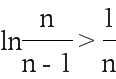 ln n/(n - 1) > 1/n